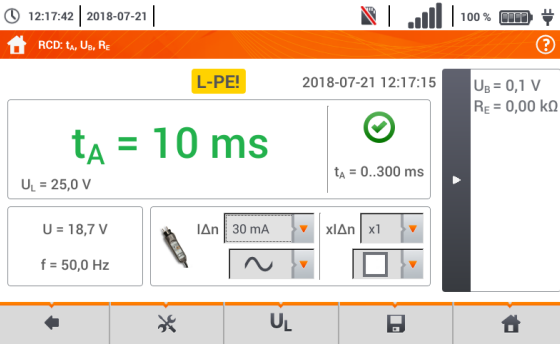 12:17:42 2018-07-21 100 %
RCD: tA, UB, RE ?
L-PE! 2018-07-21 12:17:15
UB = 0,1 V
RE = 0,00 kΩ
tA = 10 ms
tA = 0..300 ms
UL = 25,0 V
U = 18,7 V
f = 50,0 Hz
IΔn 30 mA xIΔn x1
UL